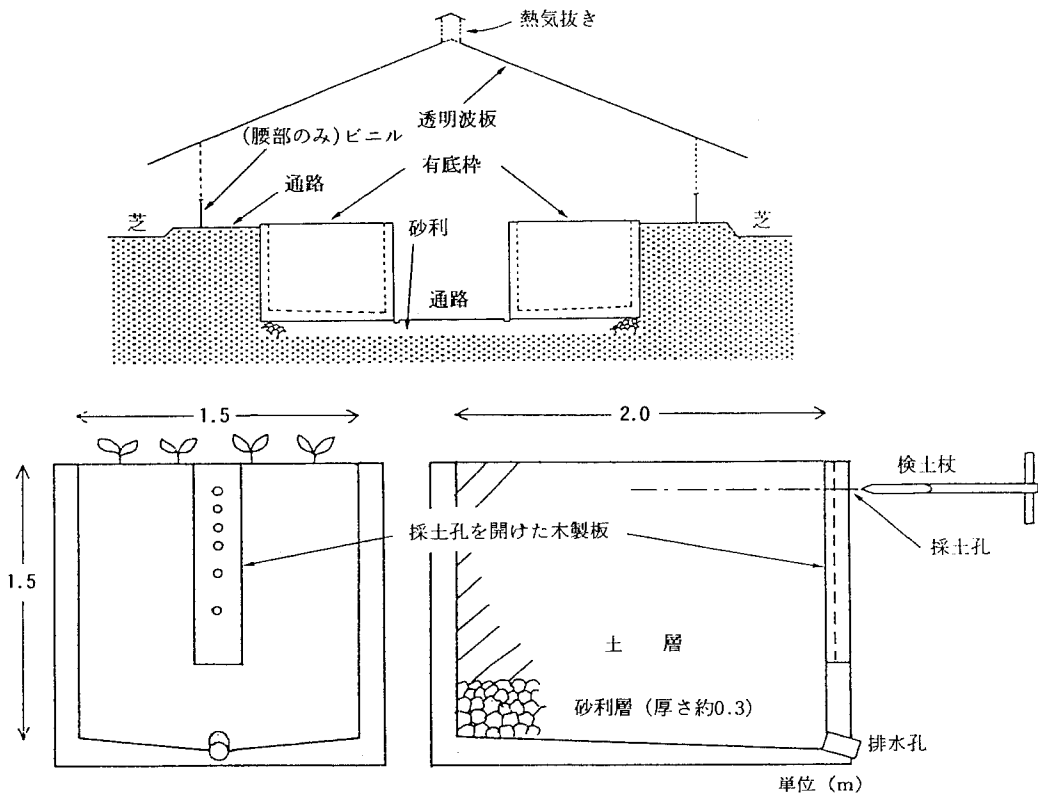 熱気抜き
透明波板
(腰部のみ)ビニル
有底枠
通路
芝
砂利
芝
通路
1.5
2.0
検土杖
採土孔を開けた木製板
採土孔
1.5
土 層
砂利層(厚さ約0.3)
排水孔
単位(m)